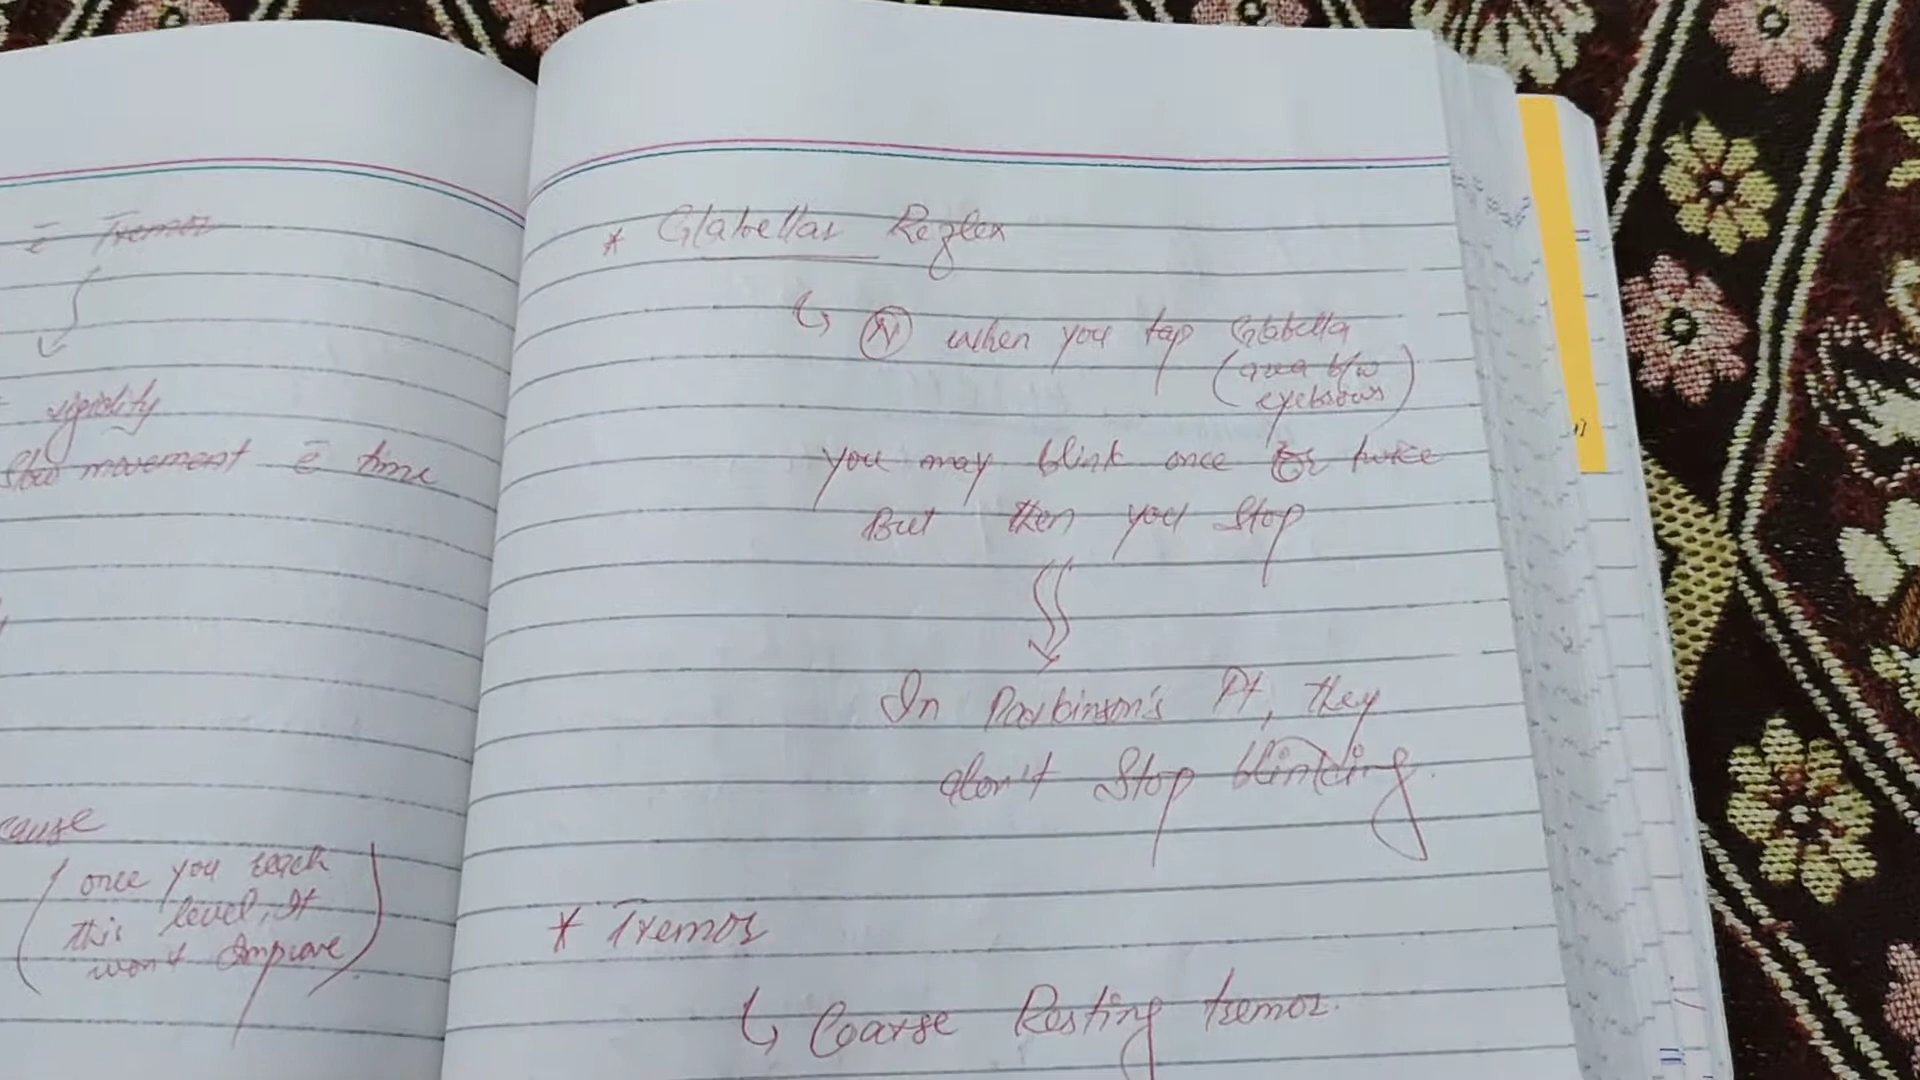 c̄ Tremor
rigidity
Slow movement c̄ time
cause
(once you reach
this level, It
won't Improve)
* Glabellar Reflex
↳ Ⓝ when you tap Glabella
(area b/w
eyebrows)
you may blink once or twice
But then you stop
In Parkinson's Pt, they
don't Stop blinking.
* Tremor
↳ Coarse Resting tremor.